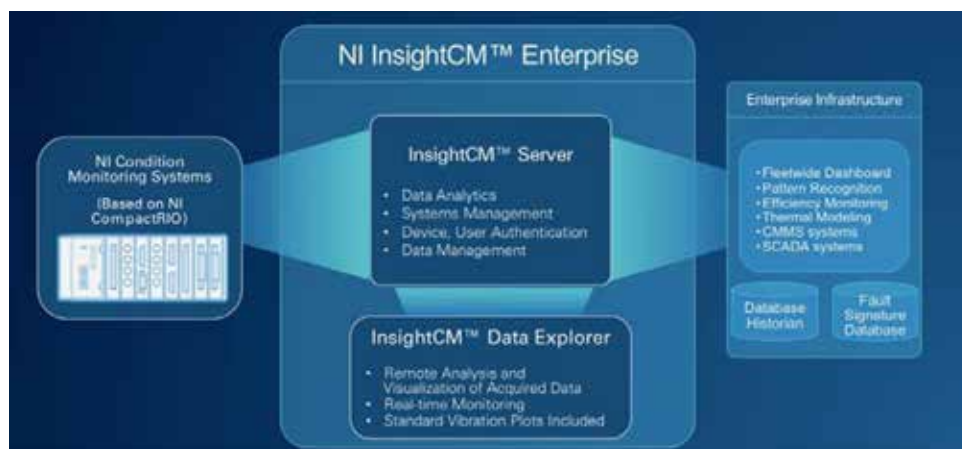 NI InsightCM™ Enterprise
NI Condition
Monitoring Systems
(Based on NI
CompactRIO)
InsightCM™ Server
• Data Analytics
• Systems Management
• Device, User Authentication
• Data Management
InsightCM™ Data Explorer
• Remote Analysis and
Visualization of Acquired Data
• Real-time Monitoring
• Standard Vibration Plots Included
Enterprise Infrastructure
• Fleetwide Dashboard
• Pattern Recognition
• Efficiency Monitoring
• Thermal Modeling
• CMMS systems
• SCADA systems
Database
Historian
Fault
Signature
Database